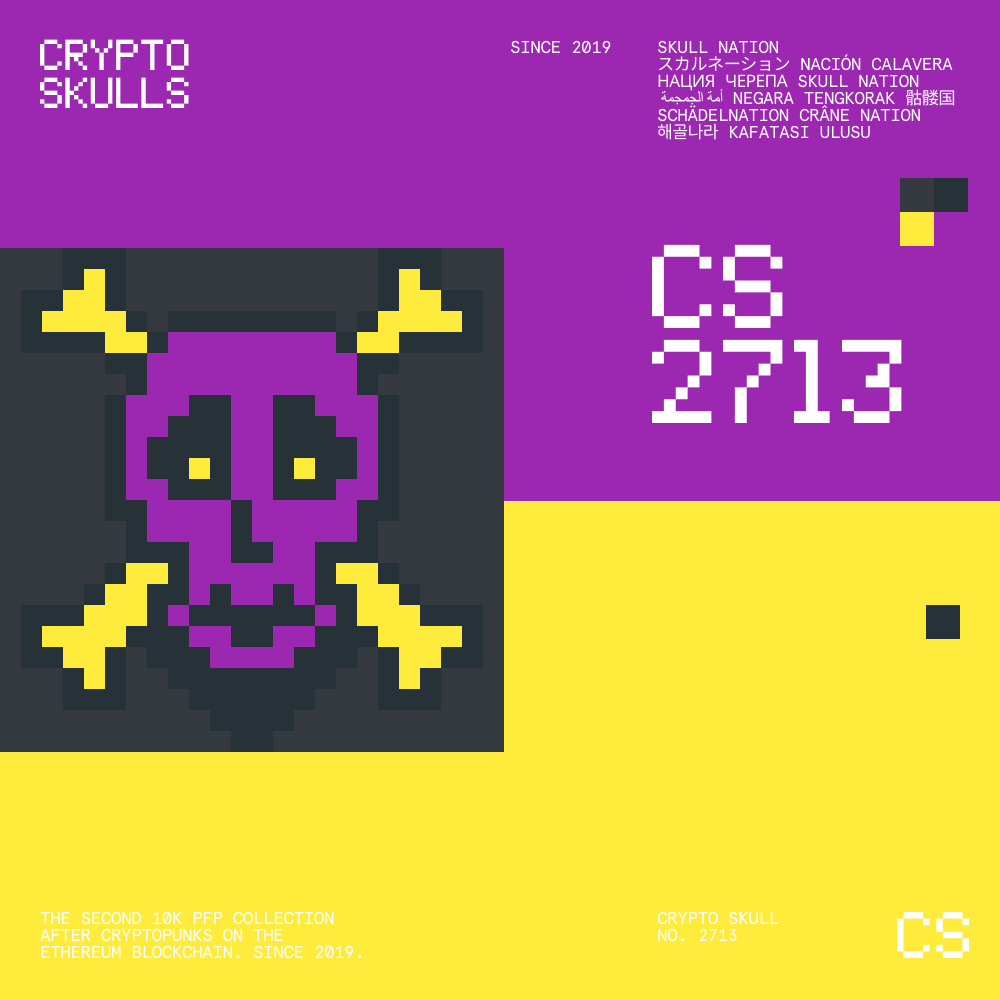 CRYPTO
SKULLS
SINCE 2019
SKULL NATION
スカルネーション NACIÓN CALAVERA
НАЦИЯ ЧЕРЕПА SKULL NATION
أمة الجمجمة NEGARA TENGKORAK 骷髅国
SCHÄDELNATION CRÂNE NATION
해골나라 KAFATASI ULUSU
CS
2713
THE SECOND 10K PFP COLLECTION
AFTER CRYPTOPUNKS ON THE
ETHEREUM BLOCKCHAIN. SINCE 2019.
CRYPTO SKULL
NO. 2713
CS